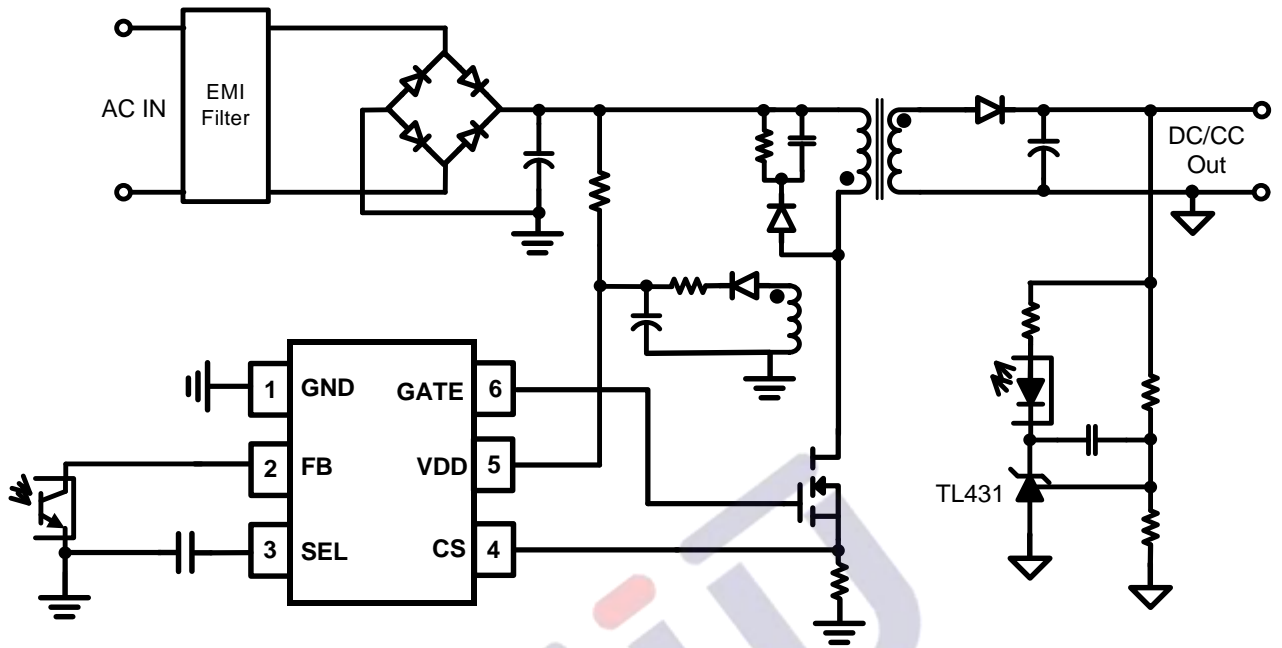 AC IN
EMI
Filter
DC/CC
Out
1 GND
GATE 6
2 FB
VDD 5
3 SEL
CS 4
TL431